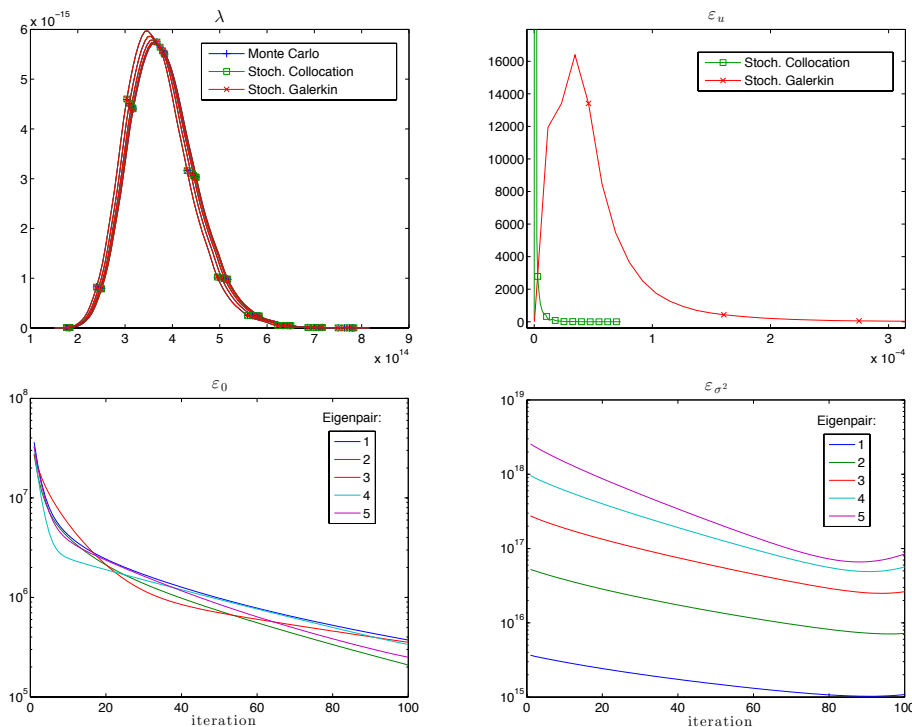 λ
x 10^-15
6
5
4
3
2
1
0
1 2 3 4 5 6 7 8 9
x 10^14
Monte Carlo
Stoch. Collocation
Stoch. Galerkin
ε_u
16000
14000
12000
10000
8000
6000
4000
2000
0
0 1 2 3
x 10^-4
Stoch. Collocation
Stoch. Galerkin
ε_0
10^8
10^7
10^6
10^5
0 20 40 60 80 100
iteration
Eigenpair:
1
2
3
4
5
ε_σ²
10^19
10^18
10^17
10^16
10^15
0 20 40 60 80 100
iteration
Eigenpair:
1
2
3
4
5